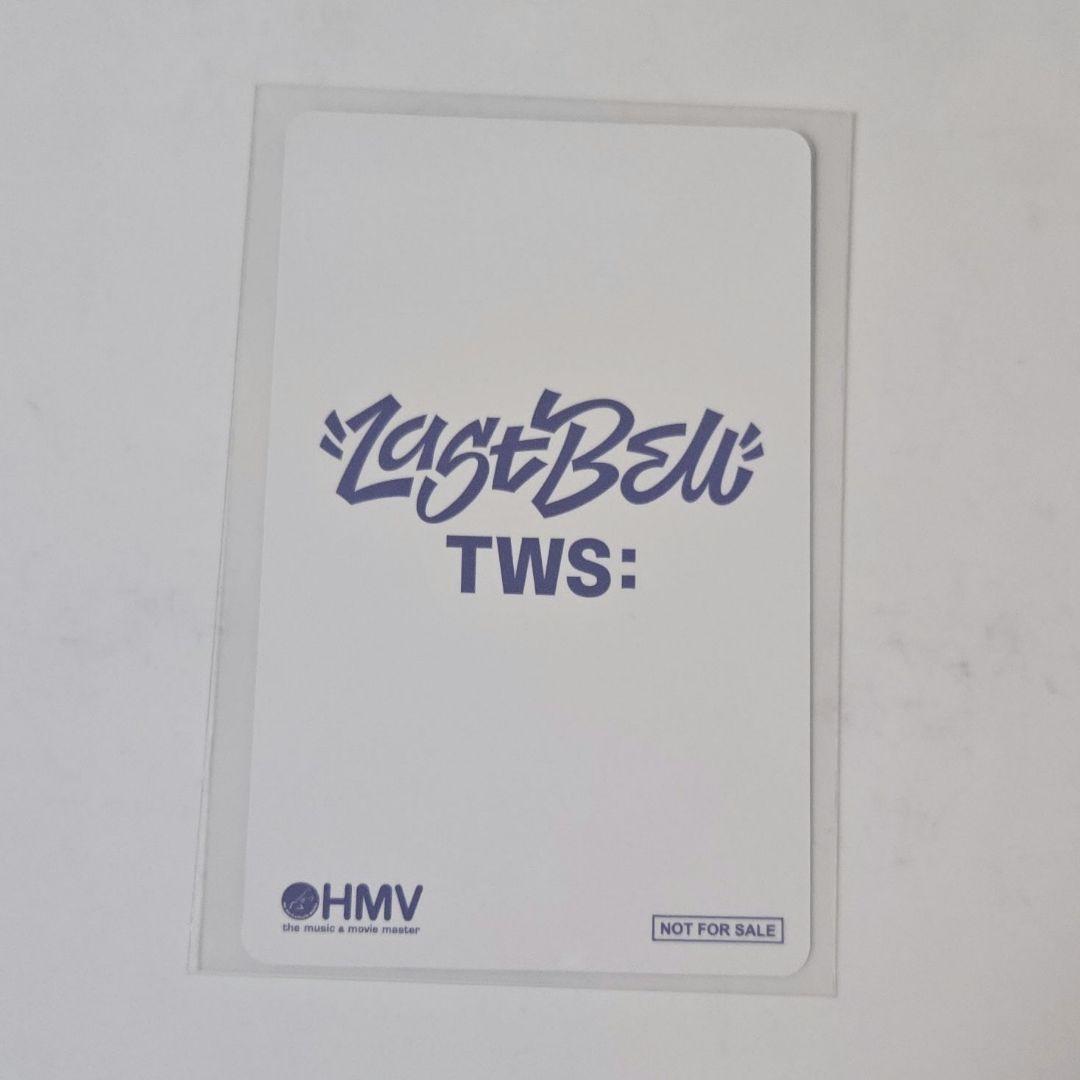 Last Bell
TWS:
HMV
the music & movie master
NOT FOR SALE